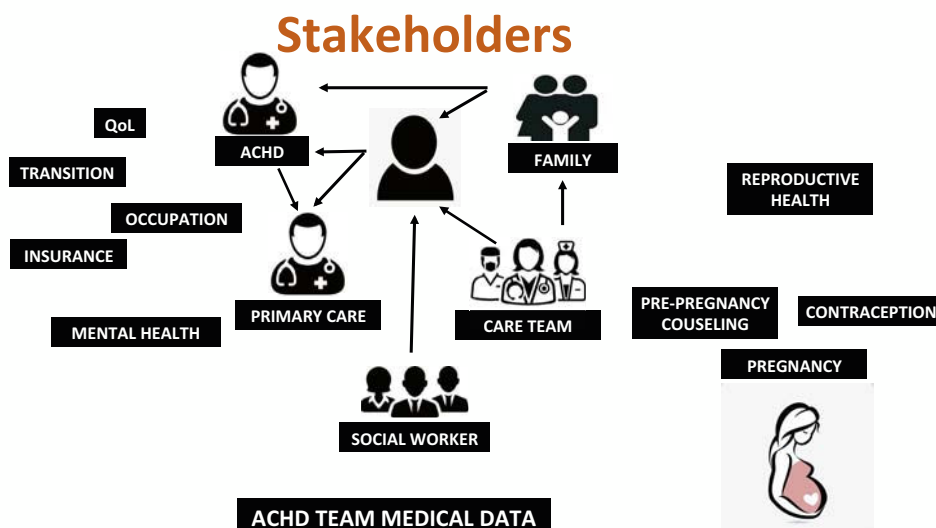 Stakeholders
QoL
ACHD
FAMILY
TRANSITION
REPRODUCTIVE
HEALTH
OCCUPATION
INSURANCE
PRIMARY CARE
CARE TEAM
PRE-PREGNANCY
COUSELING
CONTRACEPTION
MENTAL HEALTH
PREGNANCY
SOCIAL WORKER
ACHD TEAM MEDICAL DATA